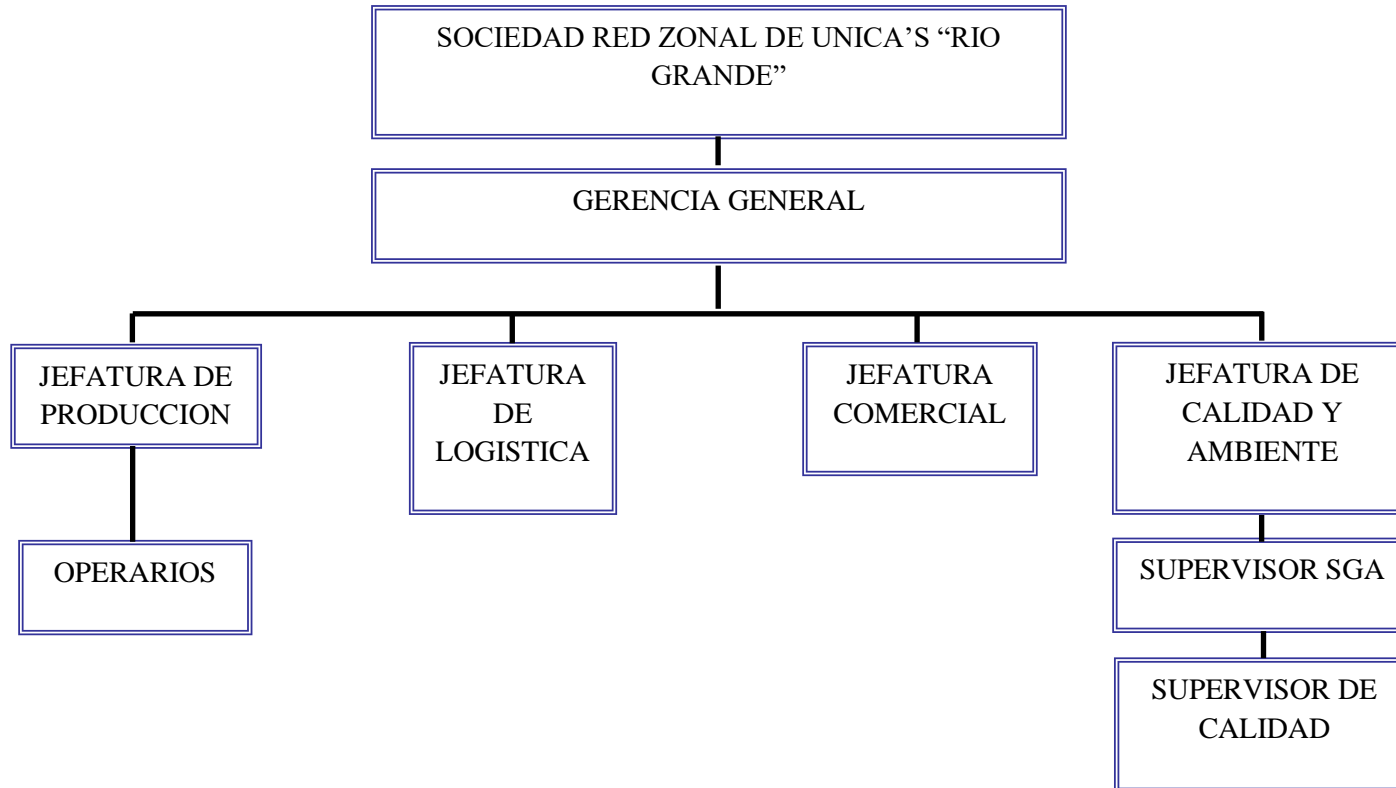 SOCIEDAD RED ZONAL DE UNICA’S “RIO
GRANDE”
GERENCIA GENERAL
JEFATURA DE
PRODUCCION
JEFATURA
DE
LOGISTICA
JEFATURA
COMERCIAL
JEFATURA DE
CALIDAD Y
AMBIENTE
OPERARIOS
SUPERVISOR SGA
SUPERVISOR DE
CALIDAD